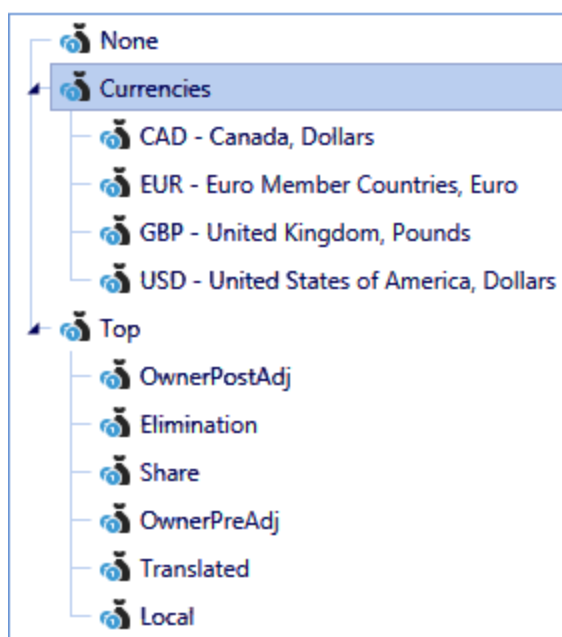 None
Currencies
CAD - Canada, Dollars
EUR - Euro Member Countries, Euro
GBP - United Kingdom, Pounds
USD - United States of America, Dollars
Top
OwnerPostAdj
Elimination
Share
OwnerPreAdj
Translated
Local